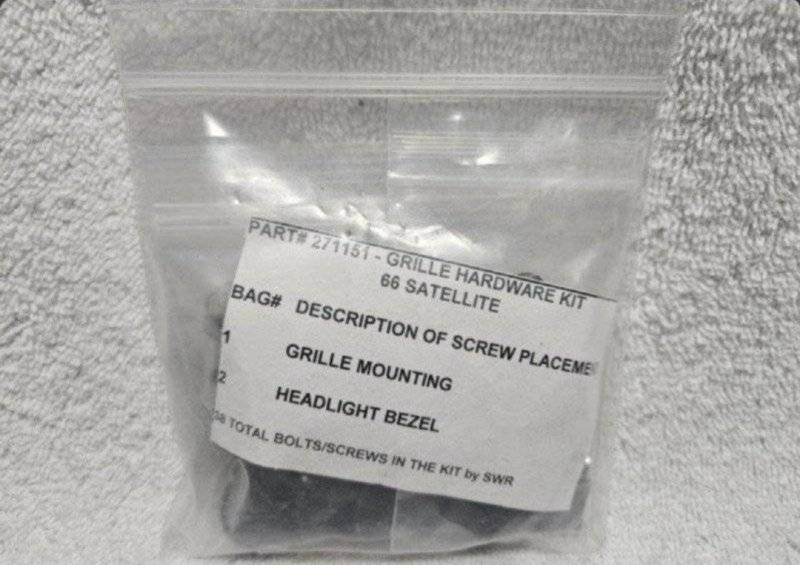 PART# 271151 - GRILLE HARDWARE KIT
66 SATELLITE
BAG# DESCRIPTION OF SCREW PLACEMEN
1 GRILLE MOUNTING
2 HEADLIGHT BEZEL
TOTAL BOLTS/SCREWS IN THE KIT by SWR